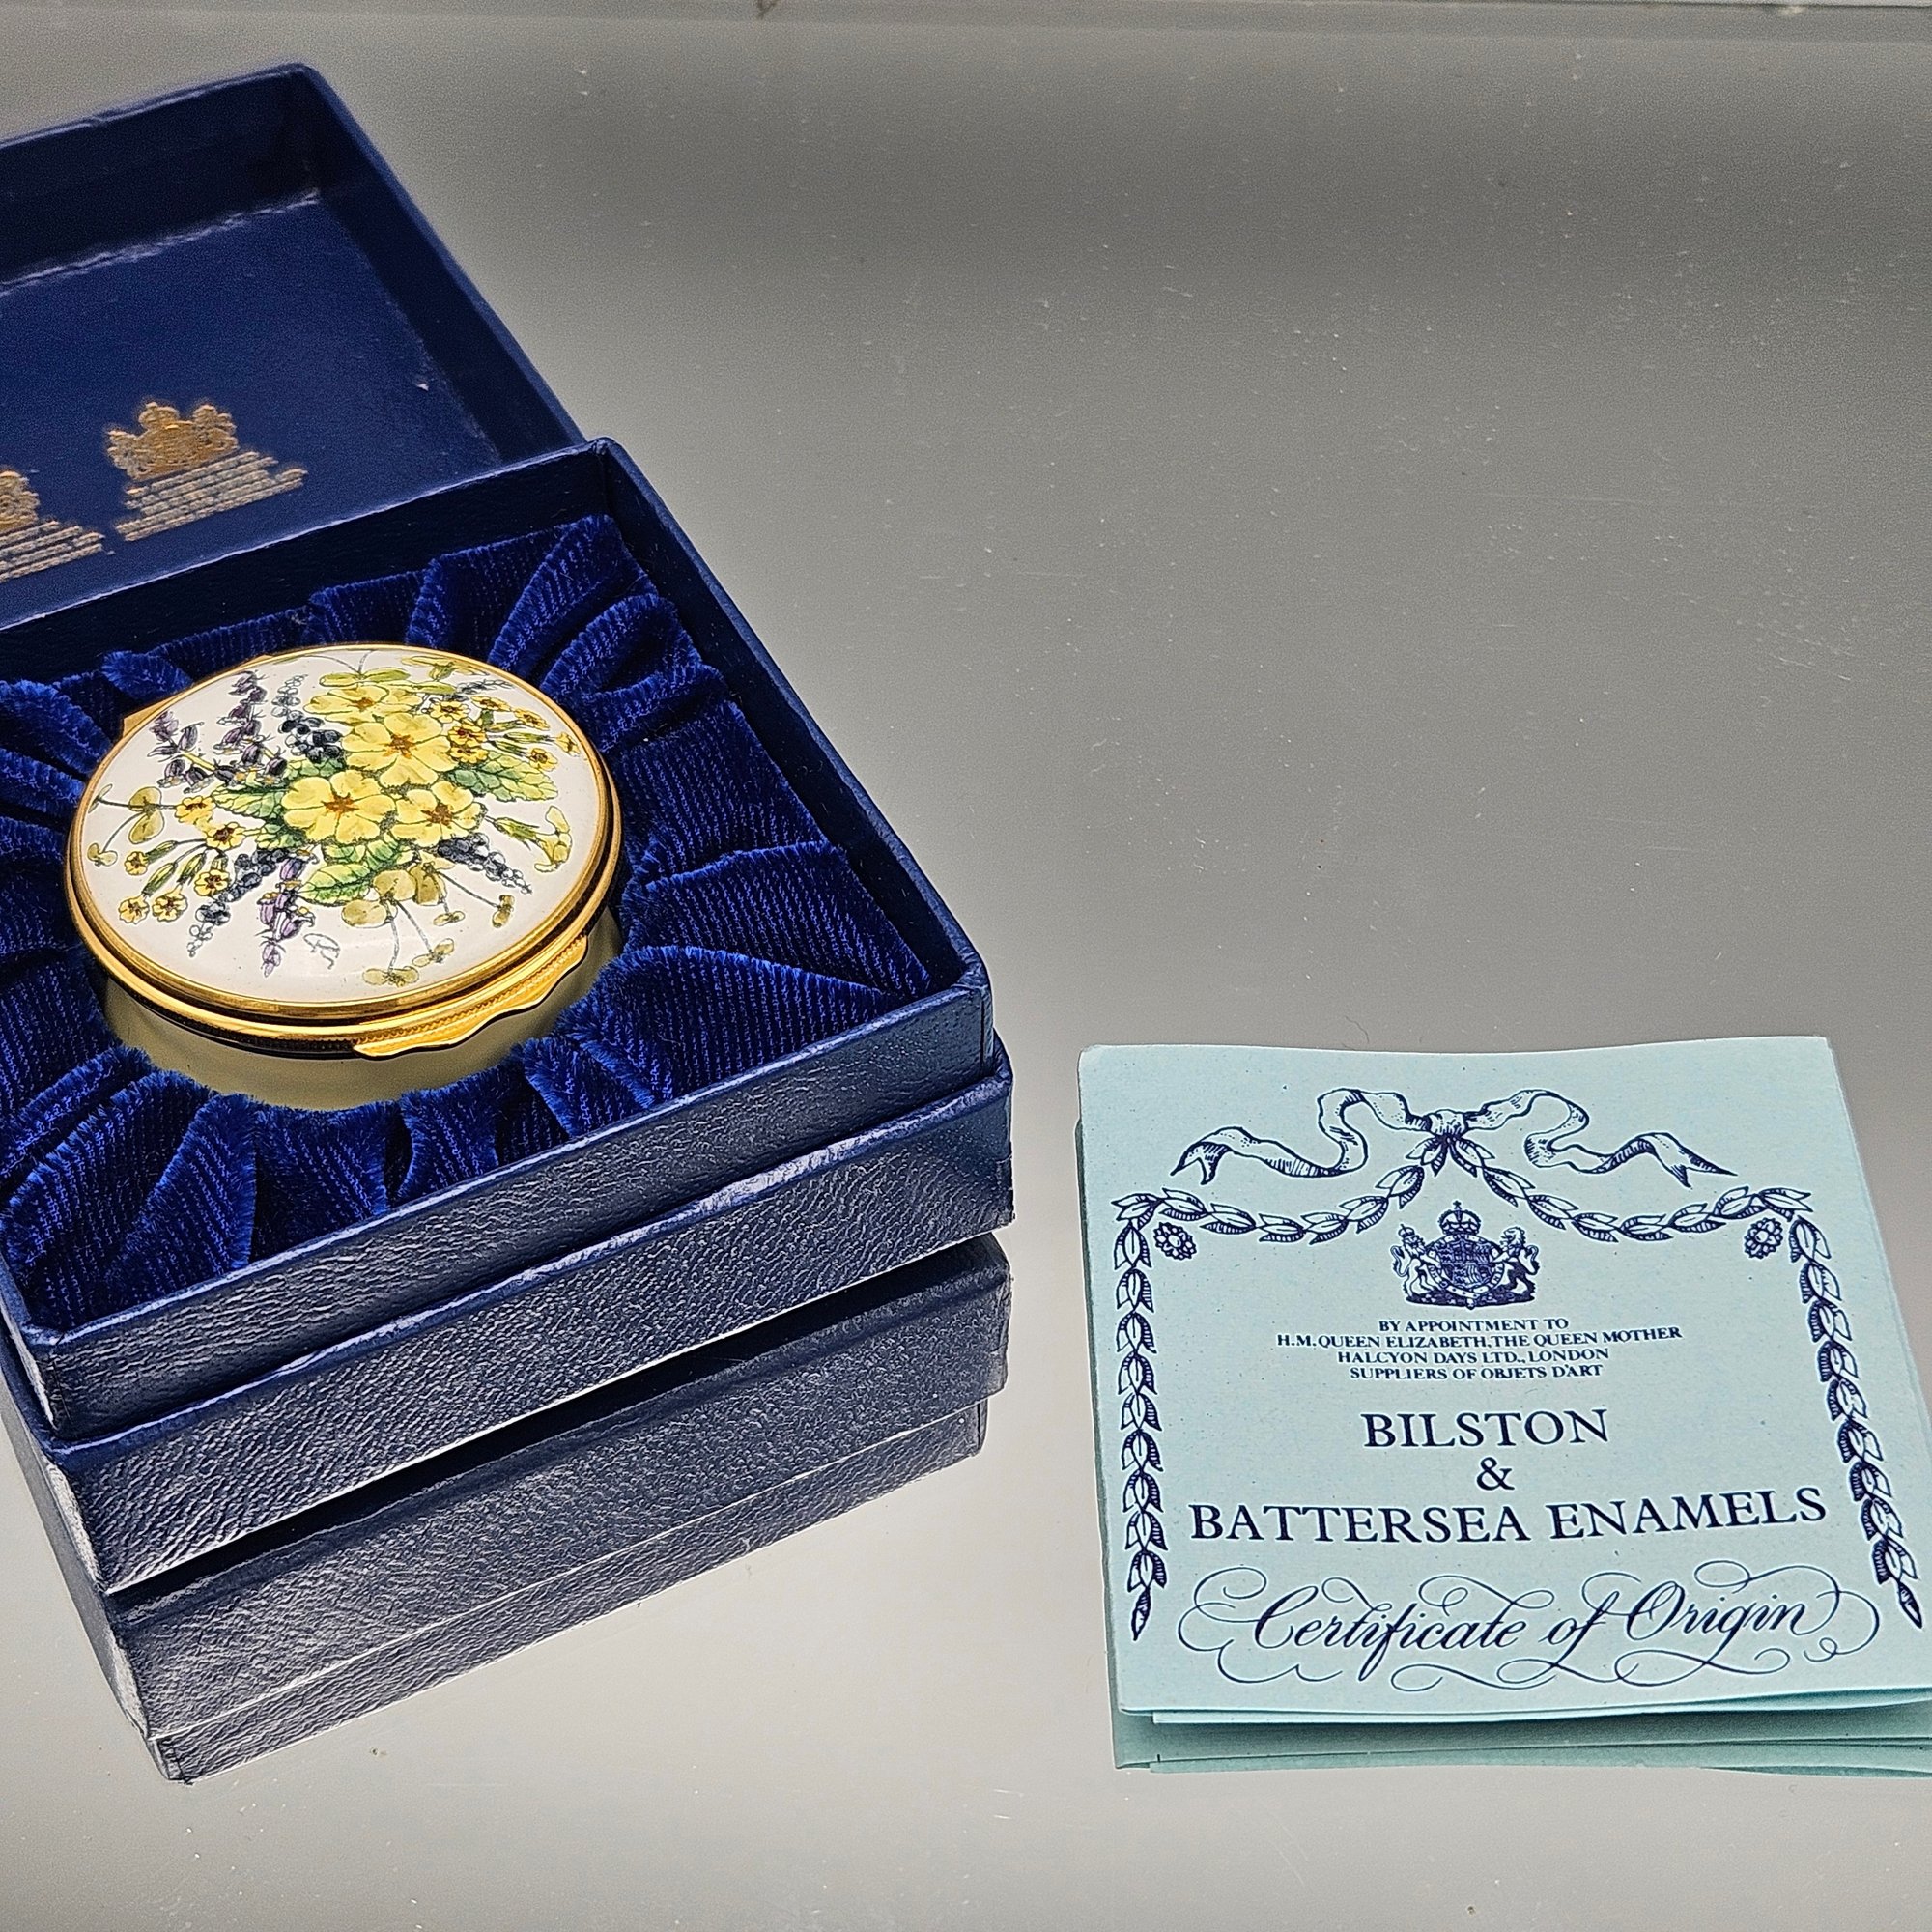 BY APPOINTMENT TO
H.M. QUEEN ELIZABETH, THE QUEEN MOTHER
HALCYON DAYS LTD., LONDON
SUPPLIERS OF OBJETS D'ART
BILSTON
&
BATTERSEA ENAMELS
Certificate of Origin